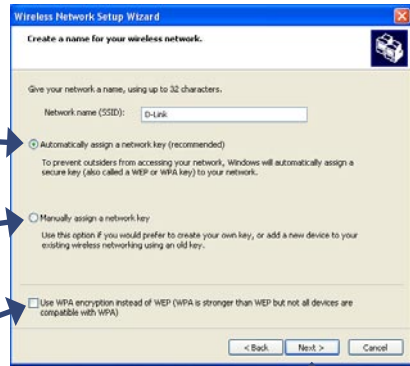 Wireless Network Setup Wizard
Create a name for your wireless network.
Give your network a name, using up to 32 characters.
Network name (SSID): D-Link
Automatically assign a network key (recommended)
To prevent outsiders from accessing your network, Windows will automatically assign a
secure key (also called a WEP or WPA key) to your network.
Manually assign a network key
Use this option if you would prefer to create your own key, or add a new device to your
existing wireless networking using an old key.
Use WPA encryption instead of WEP (WPA is stronger than WEP but not all devices are
compatible with WPA)
< Back Next > Cancel